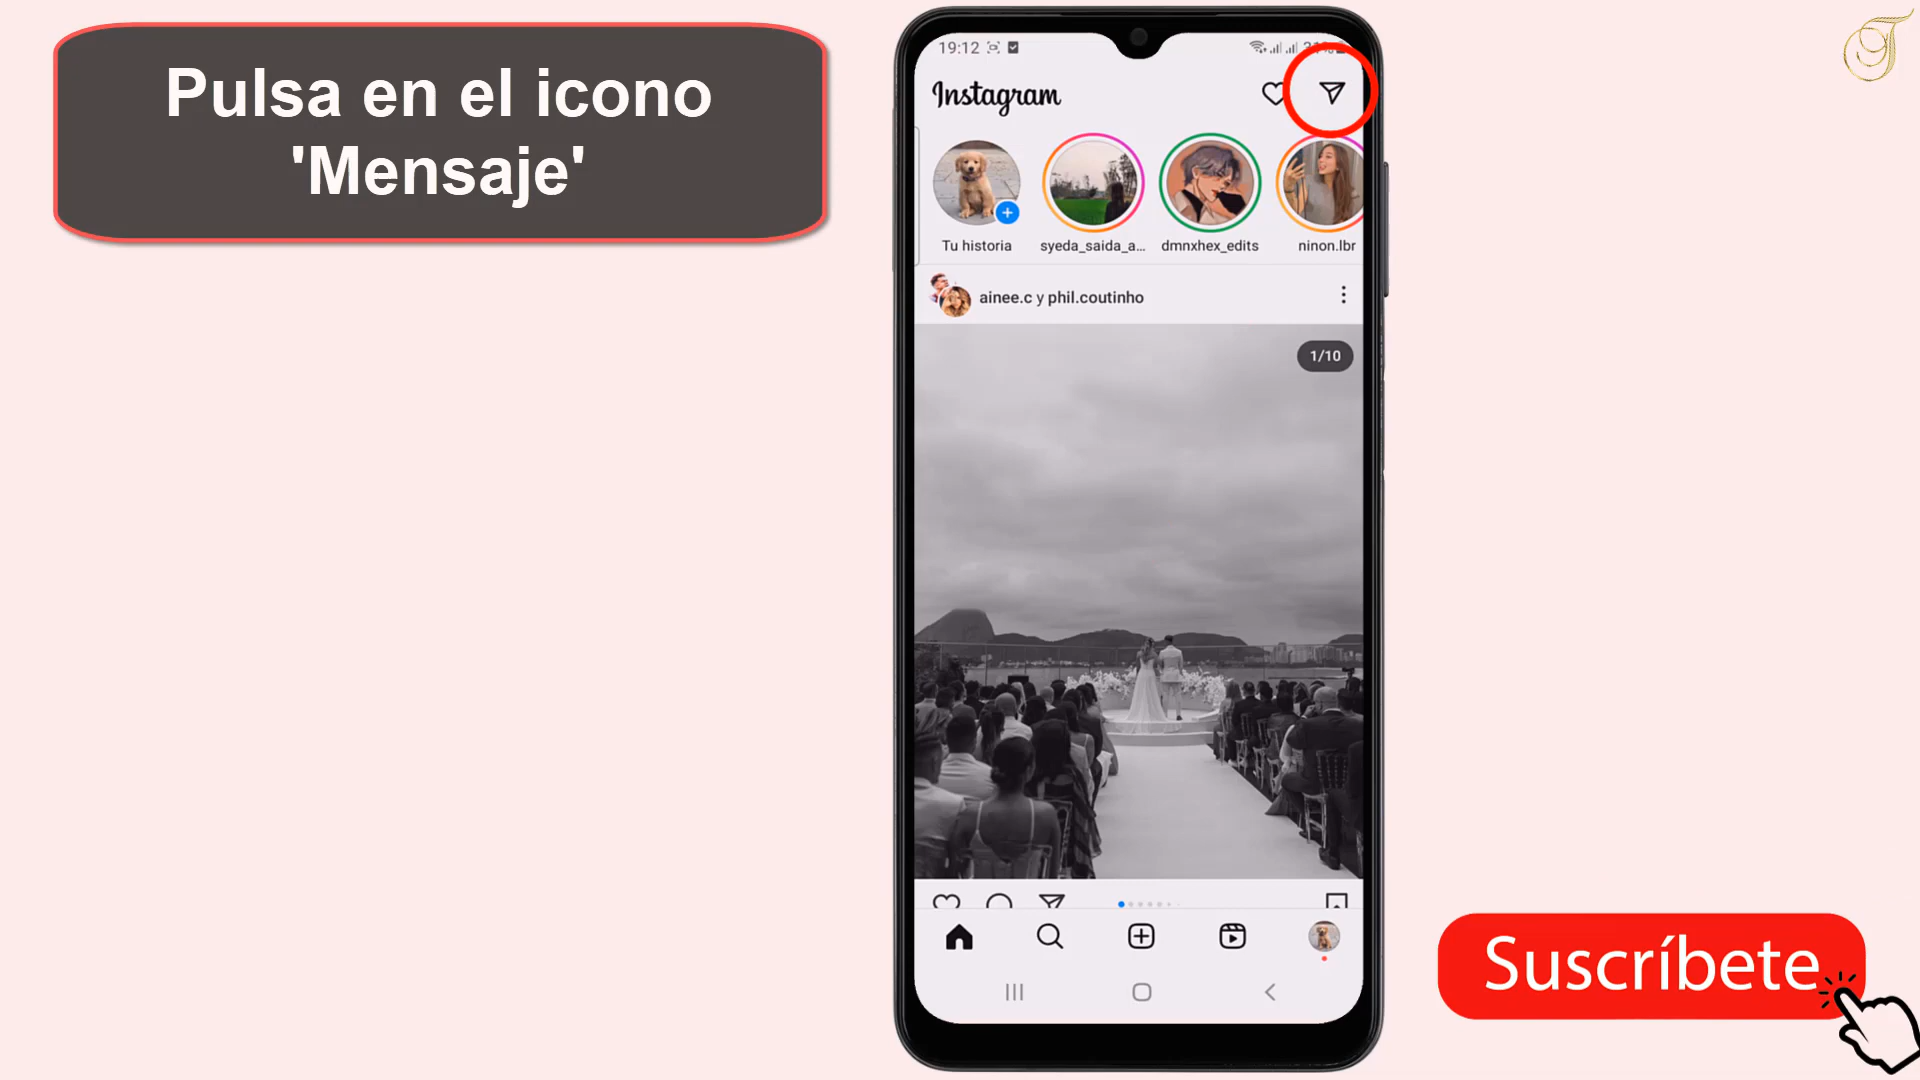 Pulsa en el icono
'Mensaje'
19:12
Instagram
Tu historia
syeda_saida_a...
dmnxhex_edits
ninon.lbr
ainee.c y phil.coutinho
1/10
Suscríbete